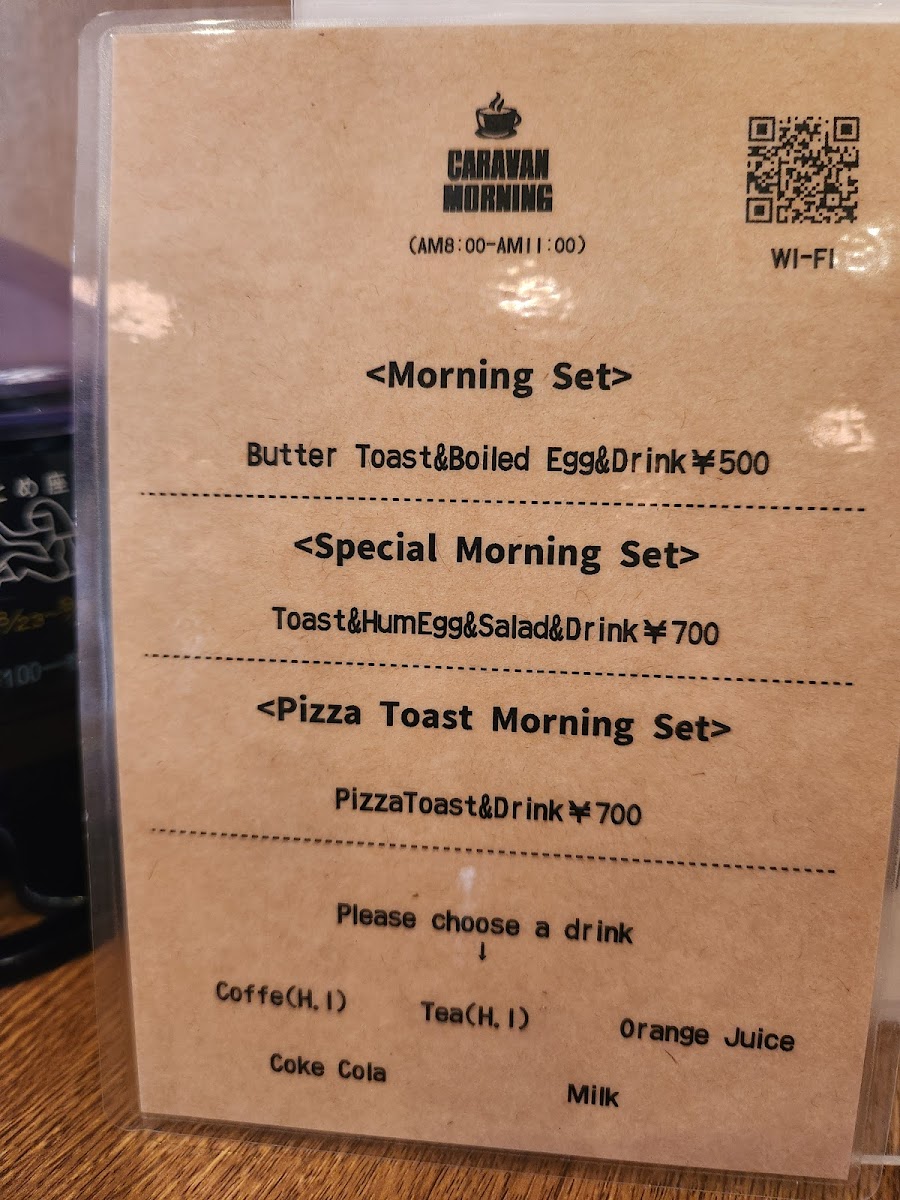 CARAVAN
MORNING
(AM8:00-AM11:00)
WI-FI
<Morning Set>
Butter Toast&Boiled Egg&Drink¥500
<Special Morning Set>
Toast&HumEgg&Salad&Drink¥700
<Pizza Toast Morning Set>
PizzaToast&Drink¥700
Please choose a drink
↓
Coffe(H.I)
Tea(H.I)
Orange Juice
Coke Cola
Milk
め座